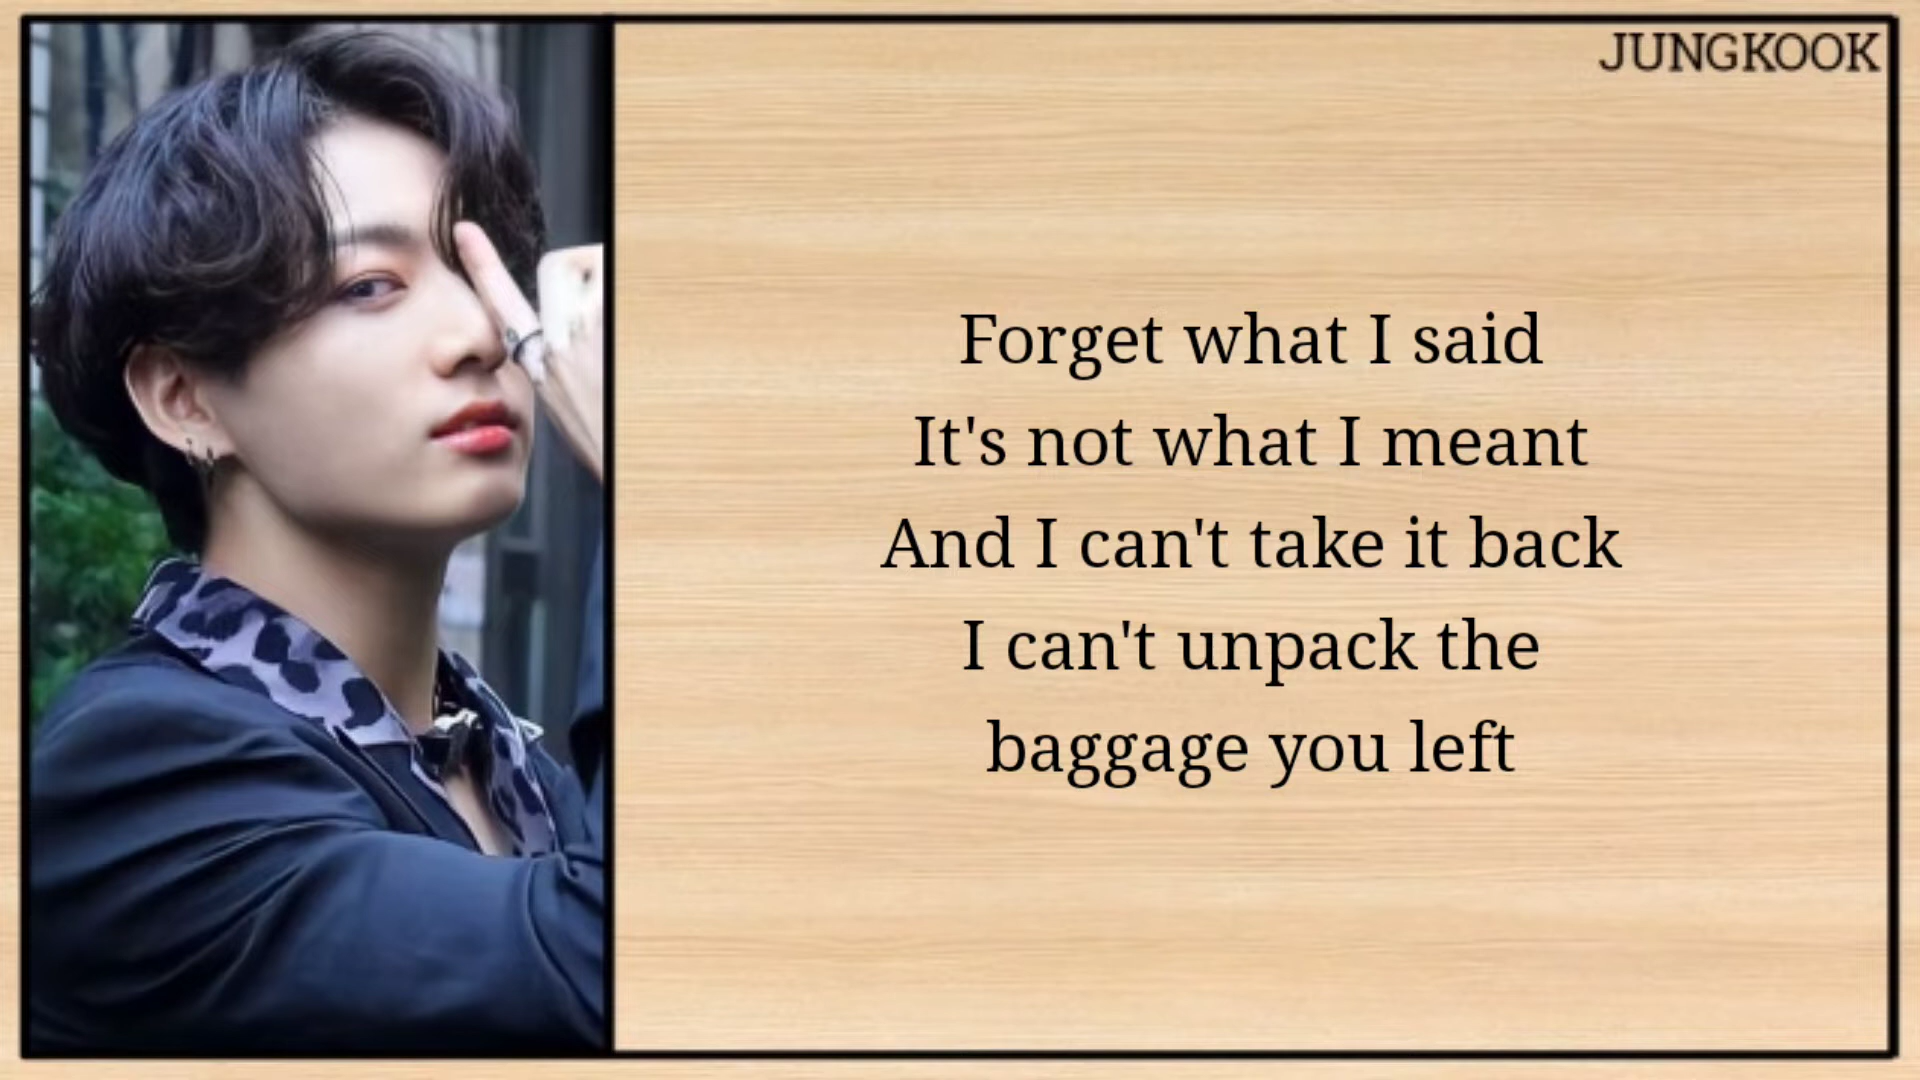 JUNGKOOK
Forget what I said
It's not what I meant
And I can't take it back
I can't unpack the
baggage you left